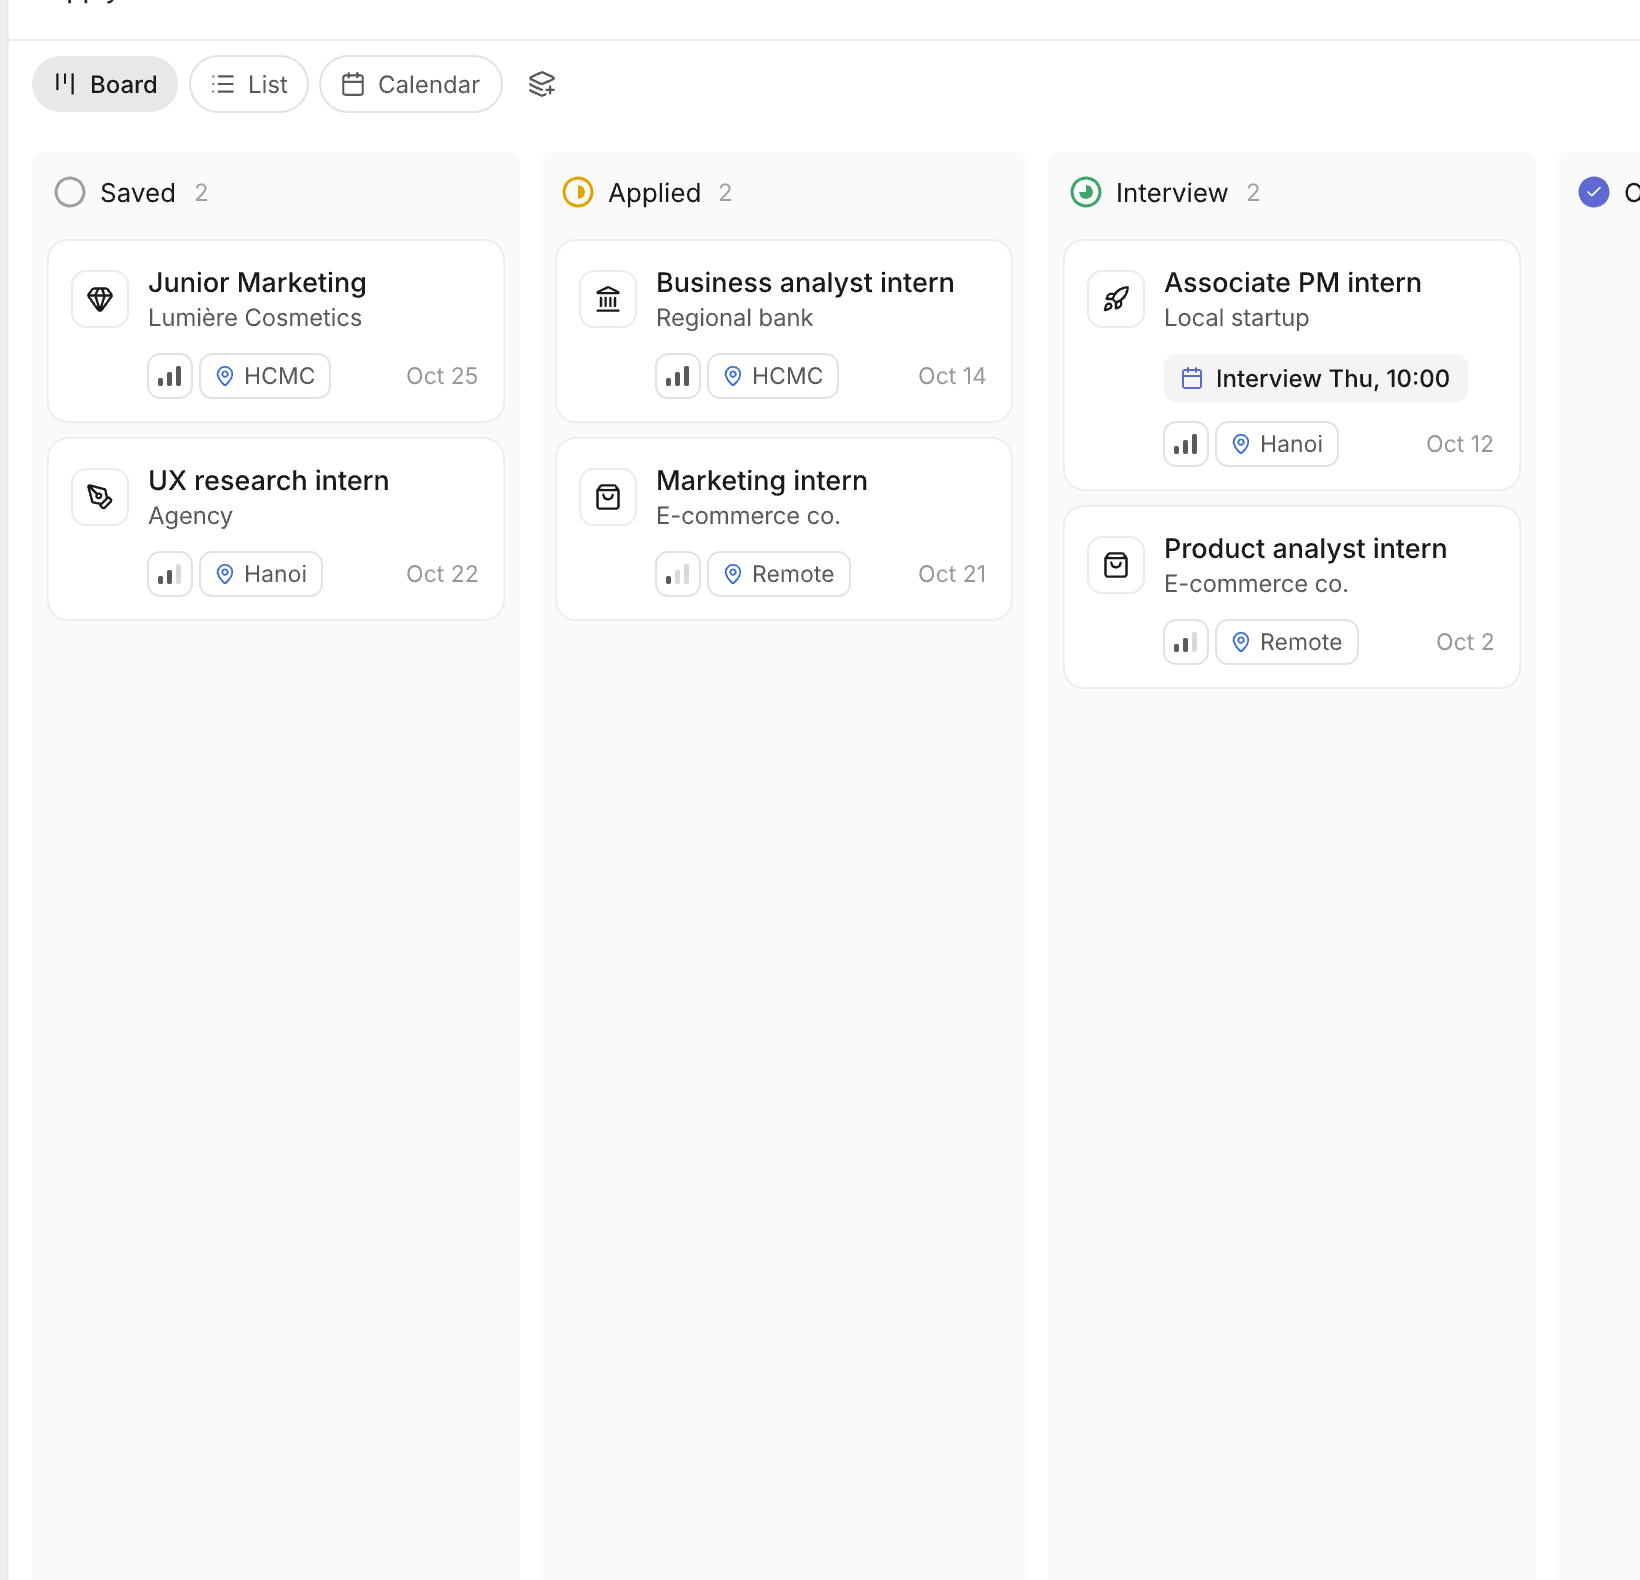 Board
List
Calendar
Saved 2
Junior Marketing
Lumière Cosmetics
HCMC
Oct 25
UX research intern
Agency
Hanoi
Oct 22
Applied 2
Business analyst intern
Regional bank
HCMC
Oct 14
Marketing intern
E-commerce co.
Remote
Oct 21
Interview 2
Associate PM intern
Local startup
Interview Thu, 10:00
Hanoi
Oct 12
Product analyst intern
E-commerce co.
Remote
Oct 2